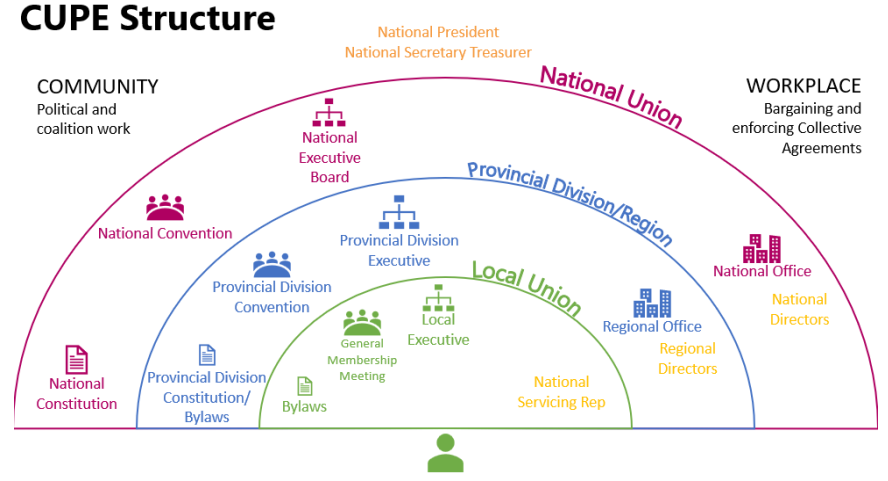 CUPE Structure
National President
National Secretary Treasurer
COMMUNITY
Political and
coalition work
WORKPLACE
Bargaining and
enforcing Collective
Agreements
National Union
National
Executive
Board
Provincial Division/Region
National Convention
Provincial Division
Executive
National Office
Provincial Division
Convention
Local Union
National
Directors
Regional Office
Local
Executive
General
Membership
Meeting
Regional
Directors
National
Constitution
Provincial Division
Constitution/
Bylaws
Bylaws
National
Servicing Rep